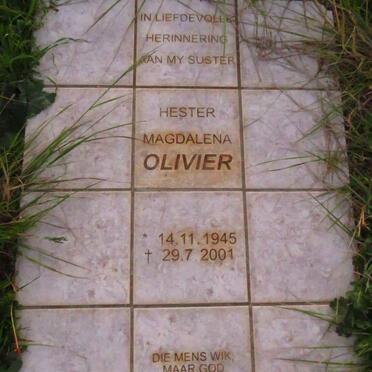 IN LIEFDEVOLLE
HERINNERING
AAN MY SUSTER
HESTER
MAGDALENA
OLIVIER
* 14.11.1945
† 29.7 2001
DIE MENS WIK,
MAAR GOD